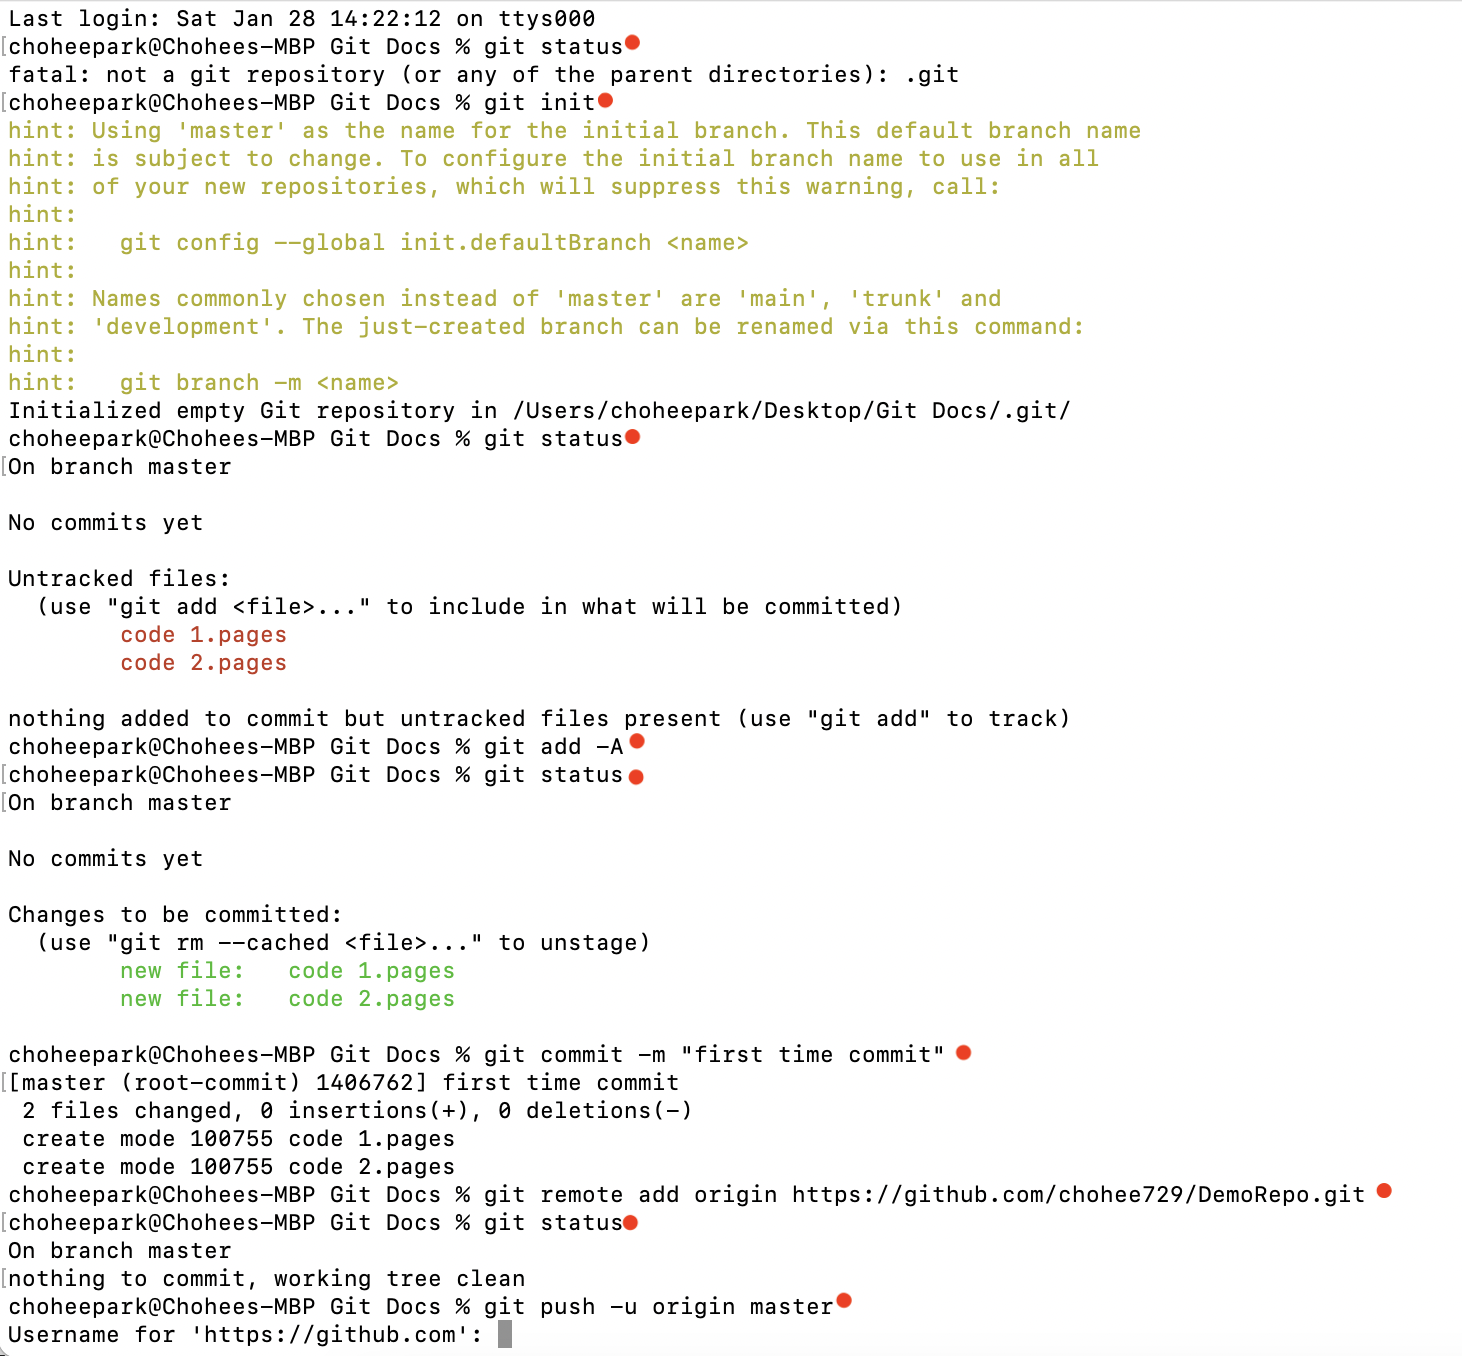 Last login: Sat Jan 28 14:22:12 on ttys000
[choheepark@Chohees-MBP Git Docs % git status
fatal: not a git repository (or any of the parent directories): .git
[choheepark@Chohees-MBP Git Docs % git init
hint: Using 'master' as the name for the initial branch. This default branch name
hint: is subject to change. To configure the initial branch name to use in all
hint: of your new repositories, which will suppress this warning, call:
hint:
hint:   git config --global init.defaultBranch <name>
hint:
hint: Names commonly chosen instead of 'master' are 'main', 'trunk' and
hint: 'development'. The just-created branch can be renamed via this command:
hint:
hint:   git branch -m <name>
Initialized empty Git repository in /Users/choheepark/Desktop/Git Docs/.git/
choheepark@Chohees-MBP Git Docs % git status
[On branch master

No commits yet

Untracked files:
  (use "git add <file>..." to include in what will be committed)
        code 1.pages
        code 2.pages

nothing added to commit but untracked files present (use "git add" to track)
choheepark@Chohees-MBP Git Docs % git add -A
[choheepark@Chohees-MBP Git Docs % git status
[On branch master

No commits yet

Changes to be committed:
  (use "git rm --cached <file>..." to unstage)
        new file:   code 1.pages
        new file:   code 2.pages

choheepark@Chohees-MBP Git Docs % git commit -m "first time commit"
[[master (root-commit) 1406762] first time commit
 2 files changed, 0 insertions(+), 0 deletions(-)
 create mode 100755 code 1.pages
 create mode 100755 code 2.pages
choheepark@Chohees-MBP Git Docs % git remote add origin https://github.com/chohee729/DemoRepo.git
[choheepark@Chohees-MBP Git Docs % git status
On branch master
[nothing to commit, working tree clean
choheepark@Chohees-MBP Git Docs % git push -u origin master
Username for 'https://github.com':